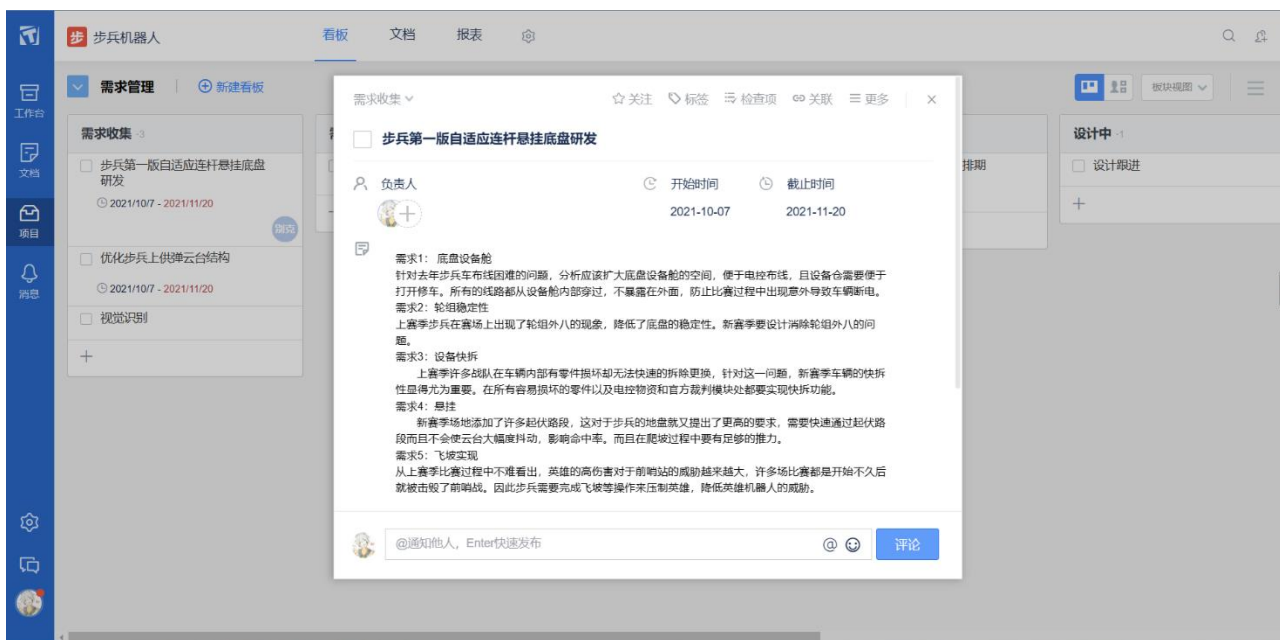 步 步兵机器人
看板 文档 报表
工作台
文档
项目
消息
需求管理 新建看板
板块视图
需求收集 ·3
步兵第一版自适应连杆悬挂底盘
研发
2021/10/7 - 2021/11/20
优化步兵上供弹云台结构
2021/10/7 - 2021/11/20
视觉识别
需求收集
关注 标签 检查项 关联 更多
步兵第一版自适应连杆悬挂底盘研发
负责人 开始时间 截止时间
2021-10-07 2021-11-20
需求1：底盘设备舱
针对去年步兵车布线困难的问题，分析应该扩大底盘设备舱的空间，便于电控布线，且设备仓需要便于
打开修车。所有的线路都从设备舱内部穿过，不暴露在外面，防止比赛过程中出现意外导致车辆断电。
需求2：轮组稳定性
上赛季步兵在赛场上出现了轮组外八的现象，降低了底盘的稳定性。新赛季要设计消除轮组外八的问
题。
需求3：设备快拆
上赛季许多战队在车辆内部有零件损坏却无法快速的拆除更换，针对这一问题，新赛季车辆的快拆
性显得尤为重要。在所有容易损坏的零件以及电控物资和官方裁判模块处都要实现快拆功能。
需求4：悬挂
新赛季场地添加了许多起伏路段，这对于步兵的地盘就又提出了更高的要求，需要快速通过起伏路
段而且不会使云台大幅度抖动，影响命中率。而且在爬坡过程中要有足够的推力。
需求5：飞坡实现
从上赛季比赛过程中不难看出，英雄的高伤害对于前哨站的威胁越来越大，许多场比赛都是开始不久后
就被击毁了前哨战。因此步兵需要完成飞坡等操作来压制英雄，降低英雄机器人的威胁。
@通知他人，Enter快速发布
评论
排期
设计中 ·1
设计跟进